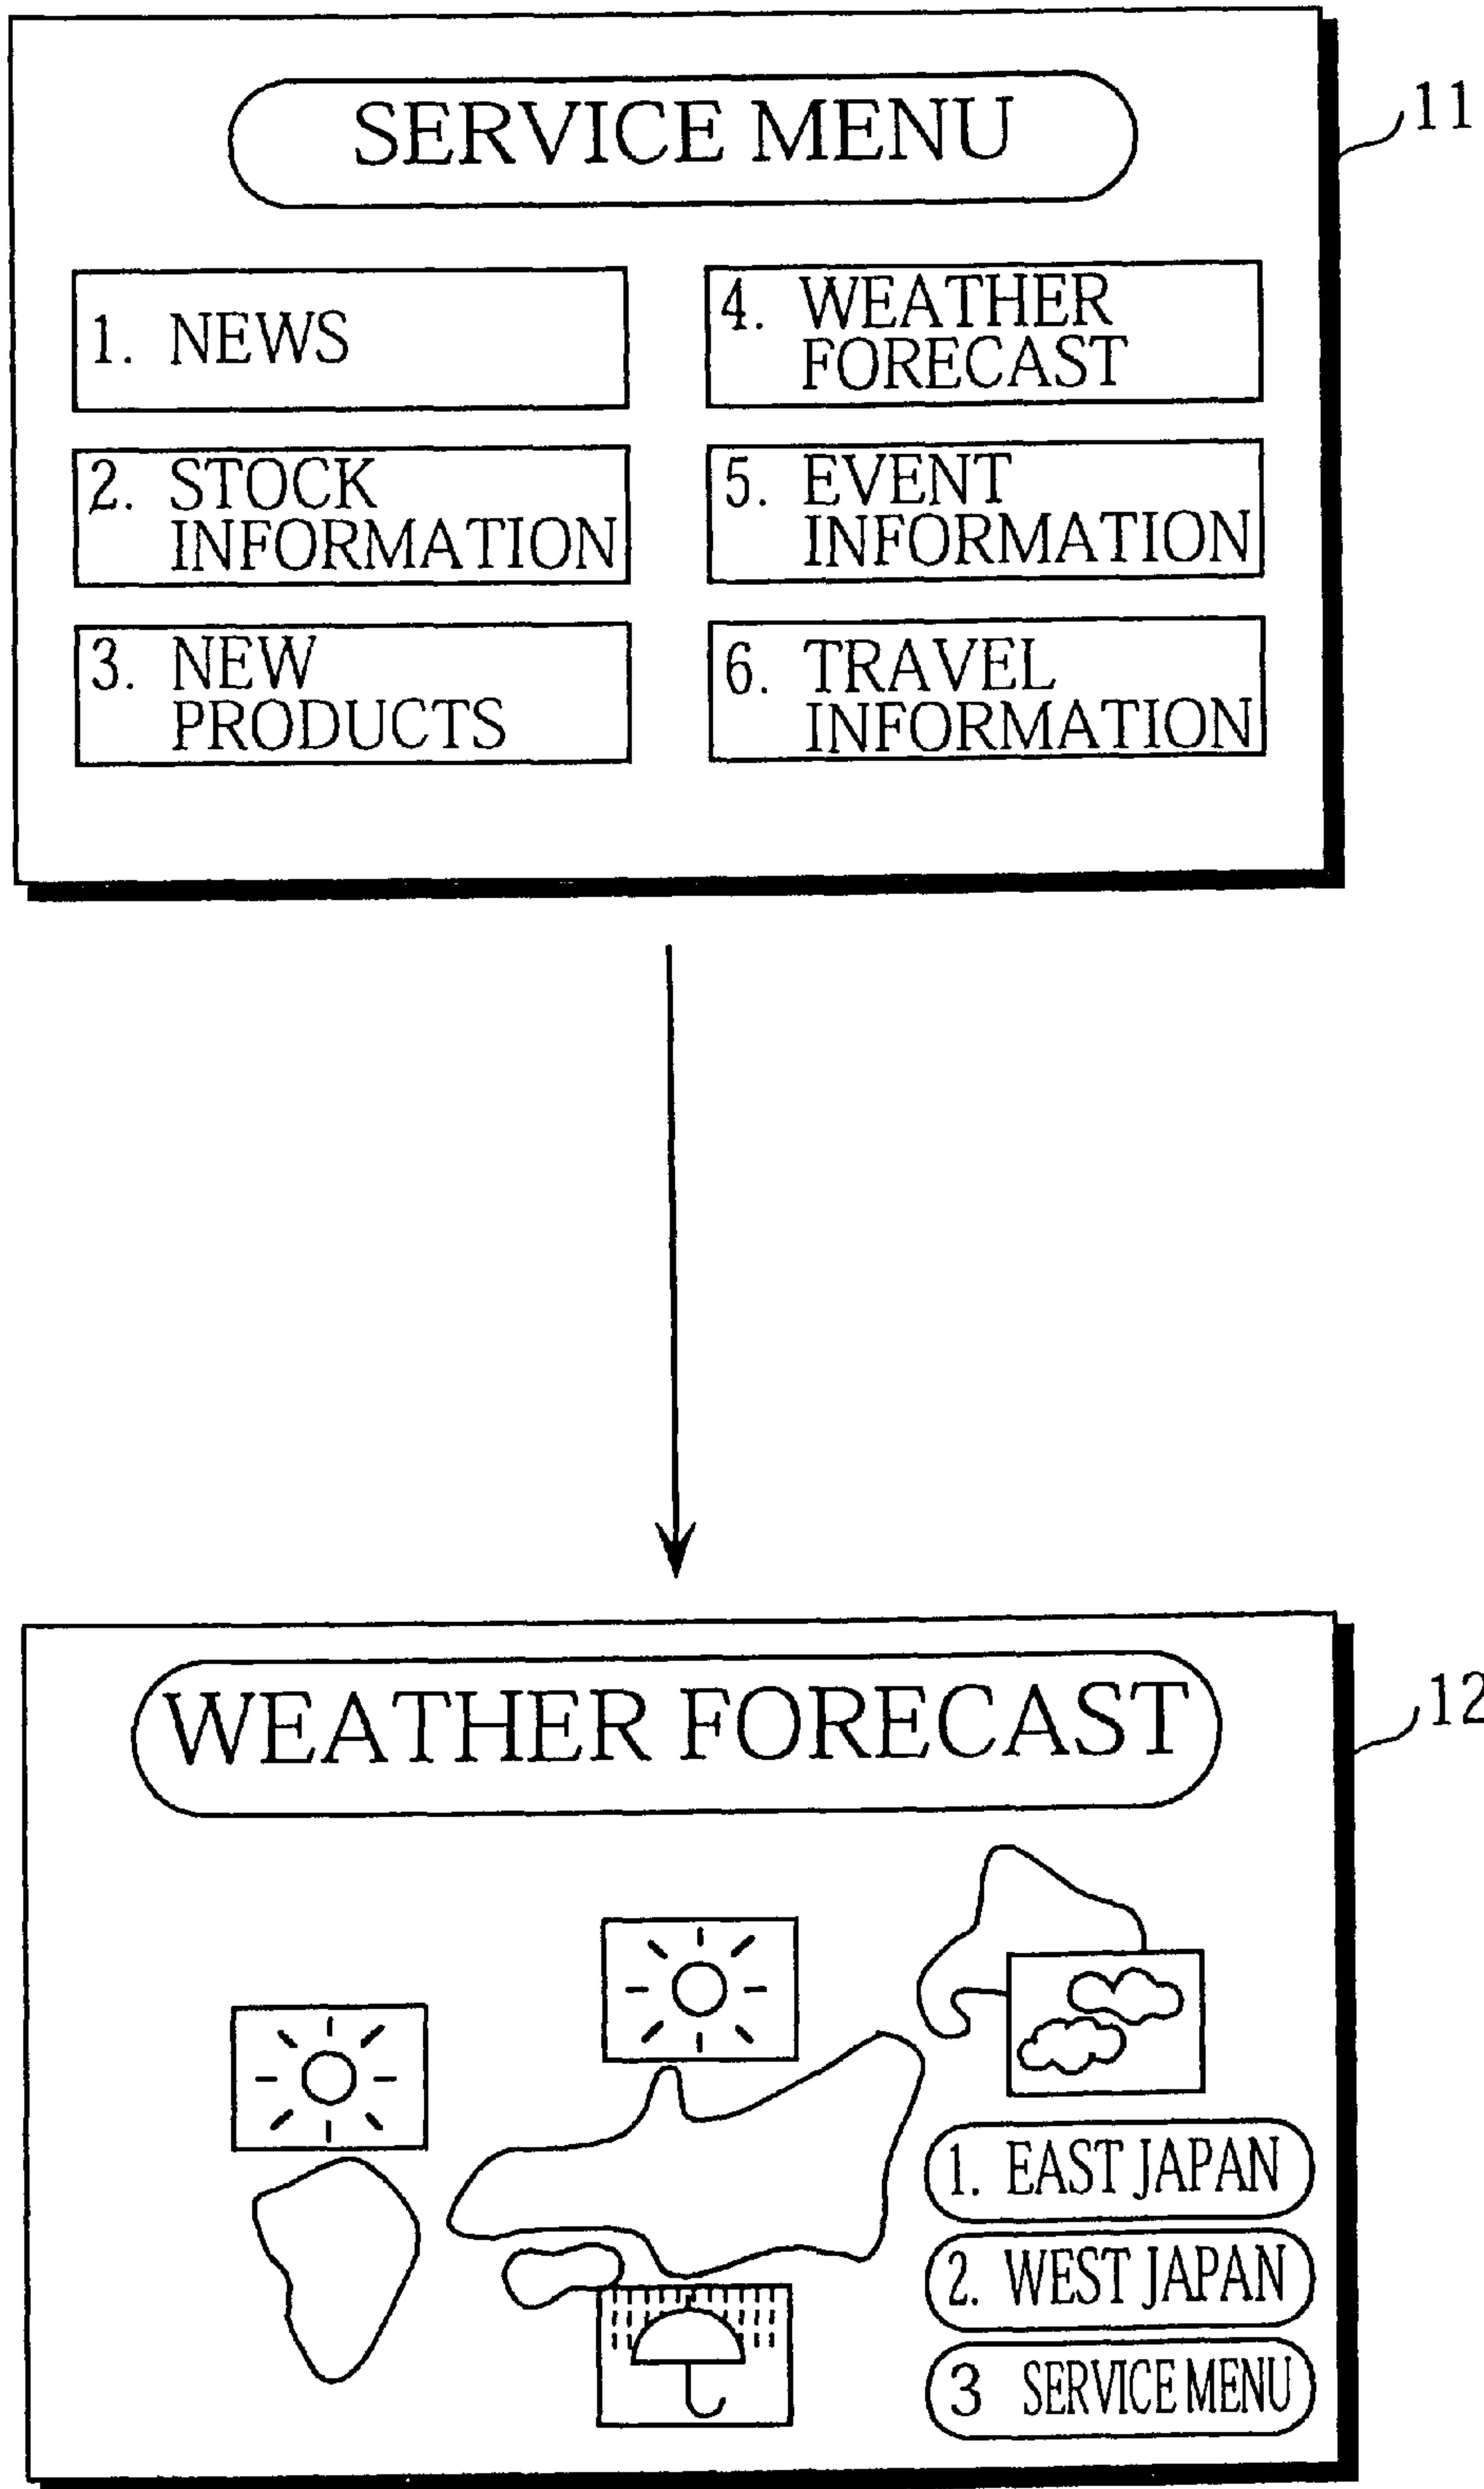 SERVICE MENU
11
1. NEWS
2. STOCK
INFORMATION
3. NEW
PRODUCTS
4. WEATHER
FORECAST
5. EVENT
INFORMATION
6. TRAVEL
INFORMATION
WEATHER FORECAST
12
1. EAST JAPAN
2. WEST JAPAN
3 SERVICE MENU